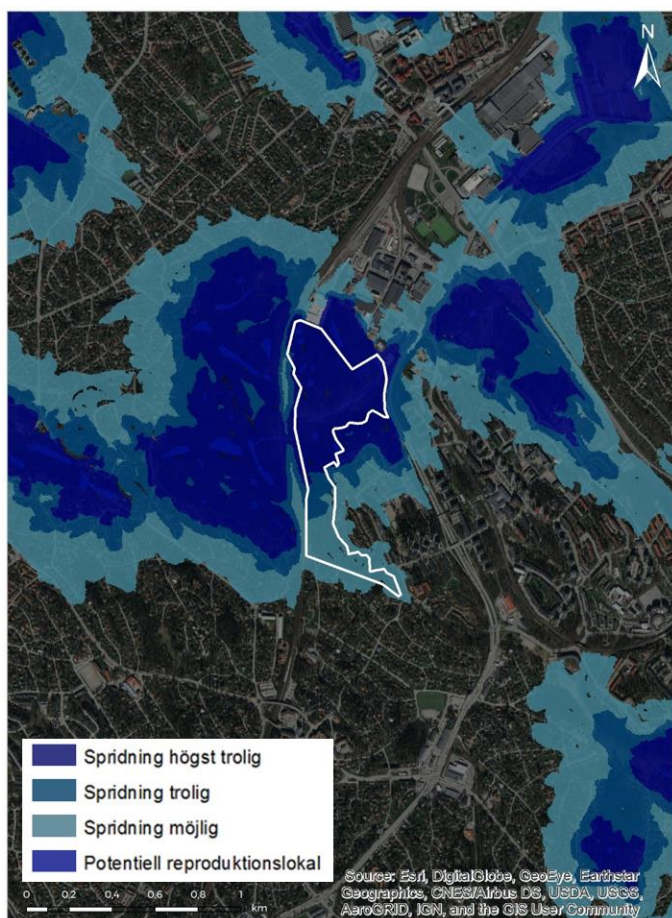 N
Spridning högst trolig
Spridning trolig
Spridning möjlig
Potentiell reproduktionslokal
0 0,2 0,4 0,6 0,8 1
km
Source: Esri, DigitalGlobe, GeoEye, Earthstar
Geographics, CNES/Airbus DS, USDA, USGS,
AeroGRID, IGN, and the GIS User Community